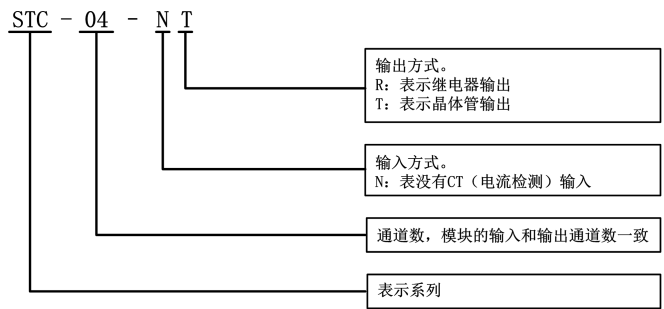 STC - 04 - N T
输出方式。
R：表示继电器输出
T：表示晶体管输出
输入方式。
N：表没有CT（电流检测）输入
通道数，模块的输入和输出通道数一致
表示系列